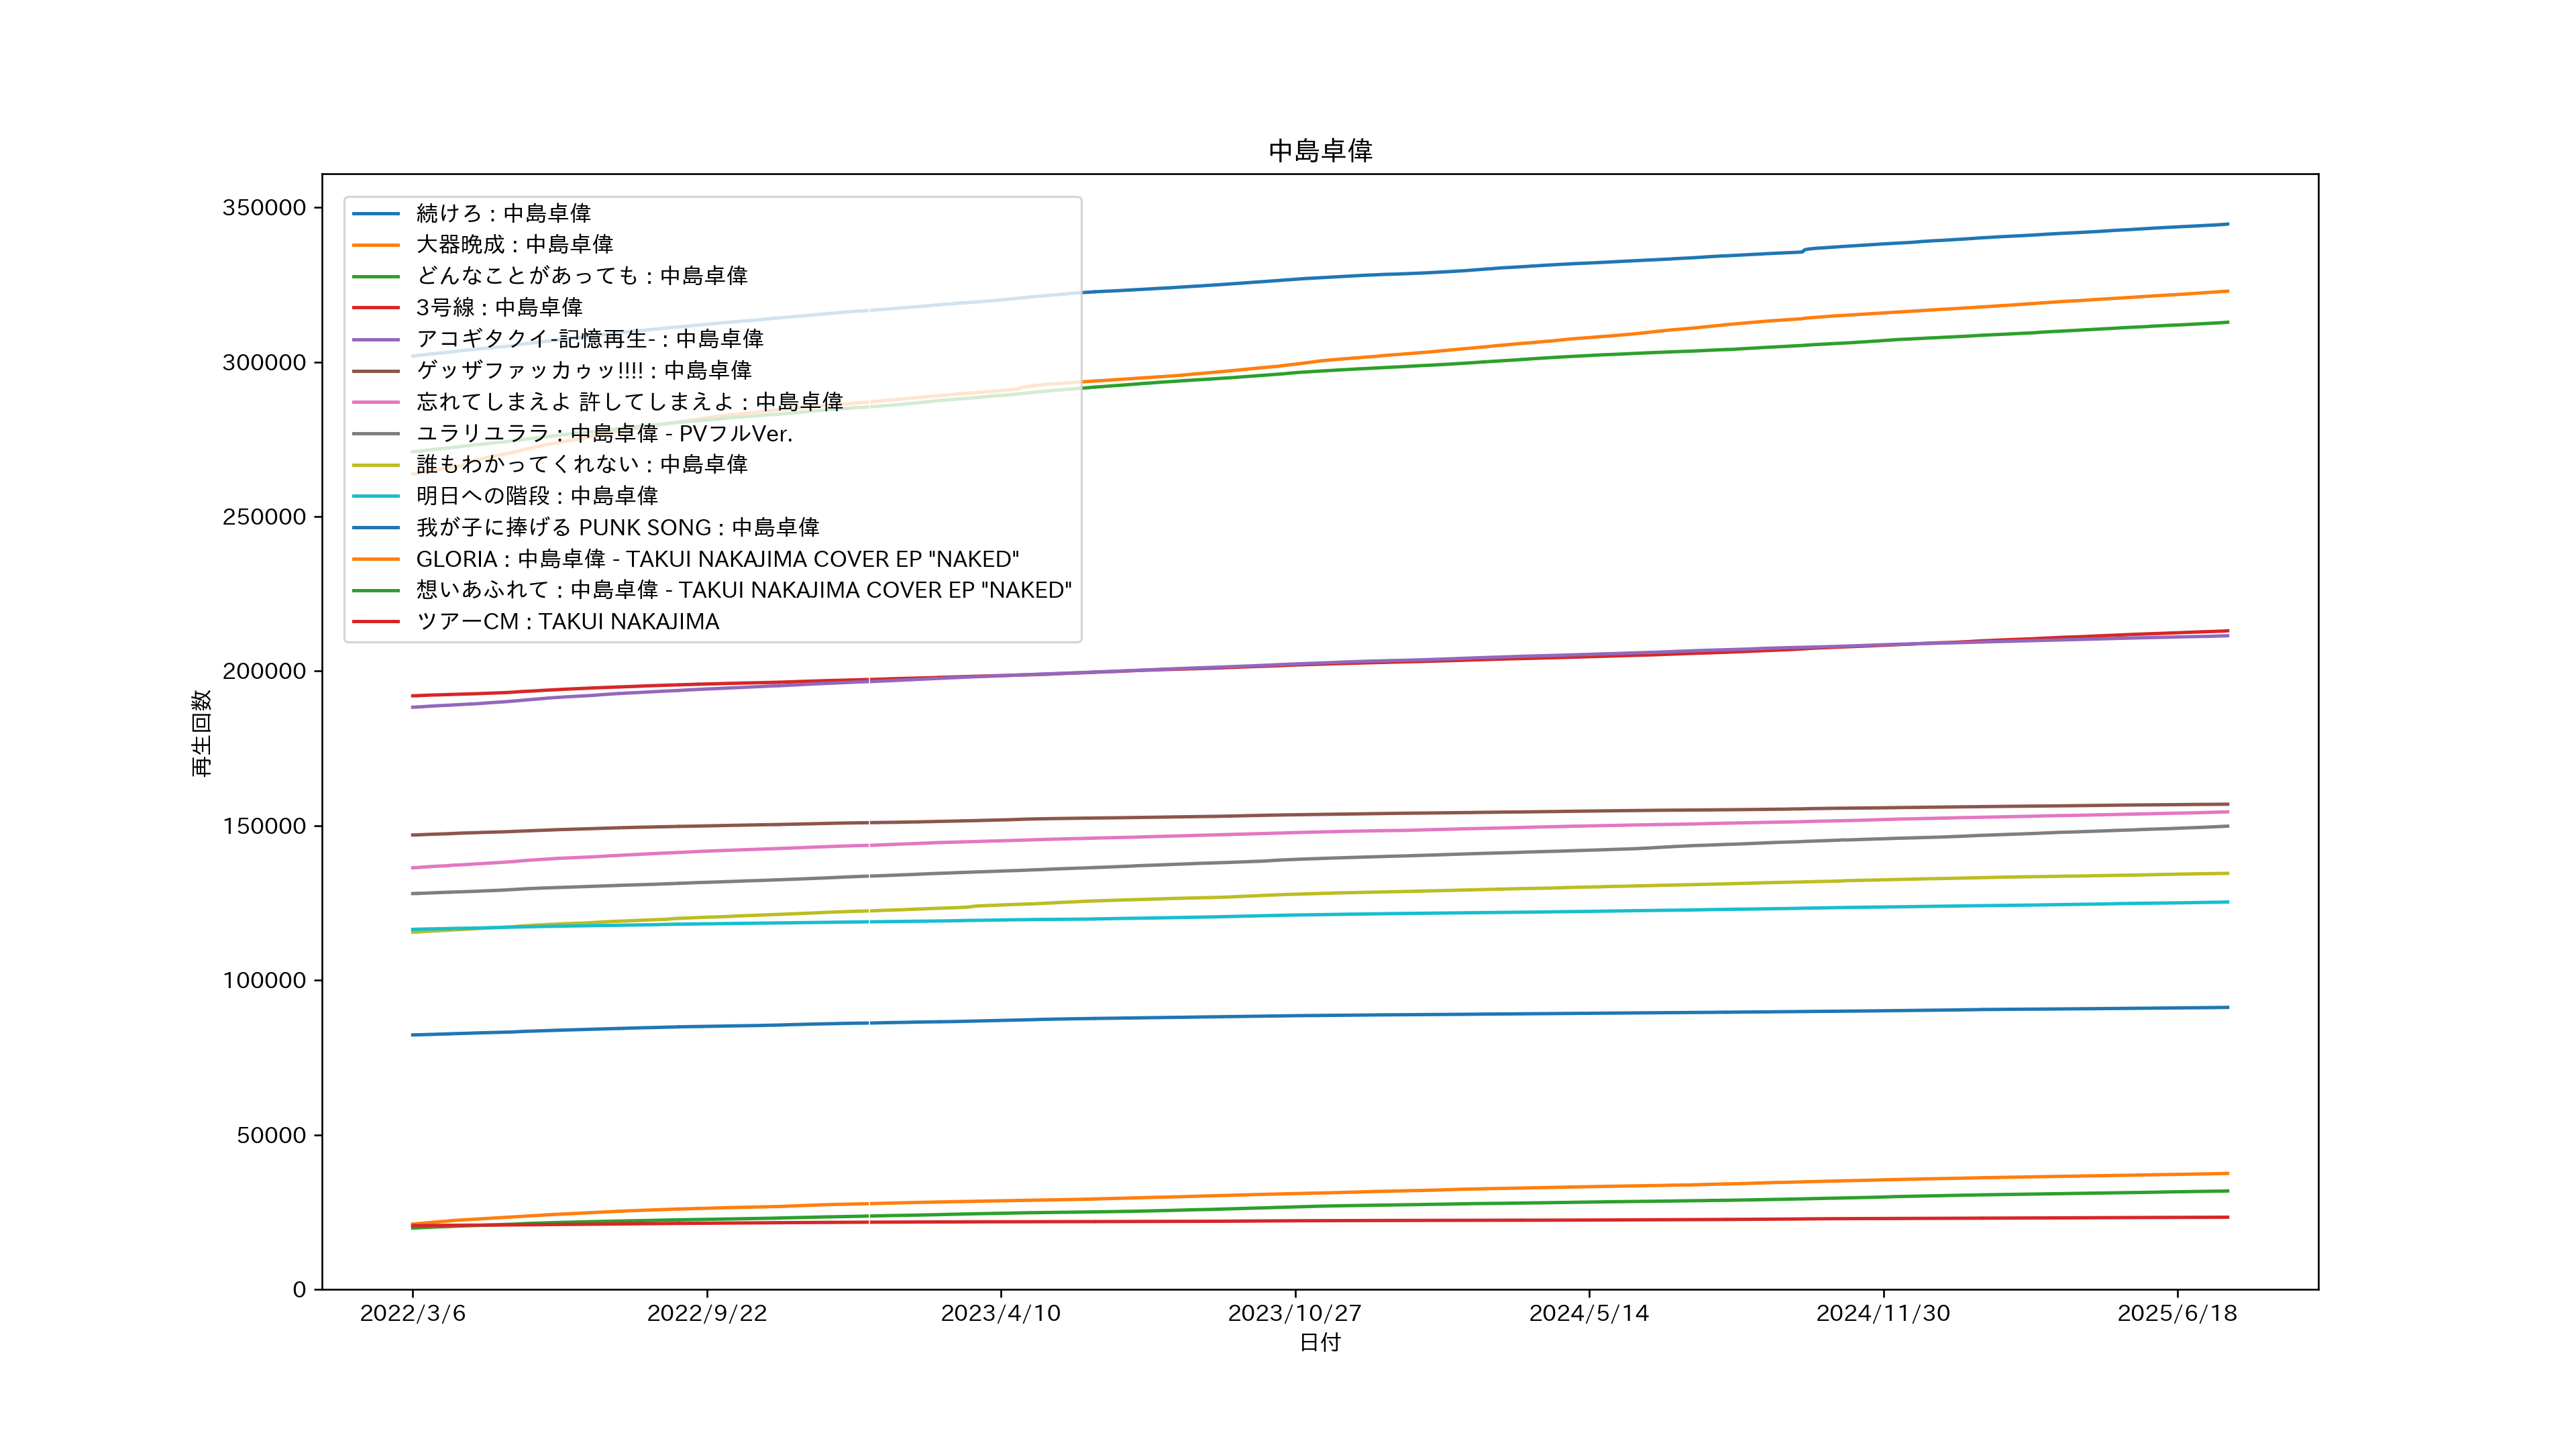 中島卓偉
350000
300000
250000
200000
150000
100000
50000
0
再生回数
続けろ : 中島卓偉
大器晩成 : 中島卓偉
どんなことがあっても : 中島卓偉
3号線 : 中島卓偉
アコギタクイ-記憶再生- : 中島卓偉
ゲッザファッカゥッ!!!! : 中島卓偉
忘れてしまえよ 許してしまえよ : 中島卓偉
ユラリユララ : 中島卓偉 - PVフルVer.
誰もわかってくれない : 中島卓偉
明日への階段 : 中島卓偉
我が子に捧げる PUNK SONG : 中島卓偉
GLORIA : 中島卓偉 - TAKUI NAKAJIMA COVER EP "NAKED"
想いあふれて : 中島卓偉 - TAKUI NAKAJIMA COVER EP "NAKED"
ツアーCM : TAKUI NAKAJIMA
2022/3/6 2022/9/22 2023/4/10 2023/10/27 2024/5/14 2024/11/30 2025/6/18
日付